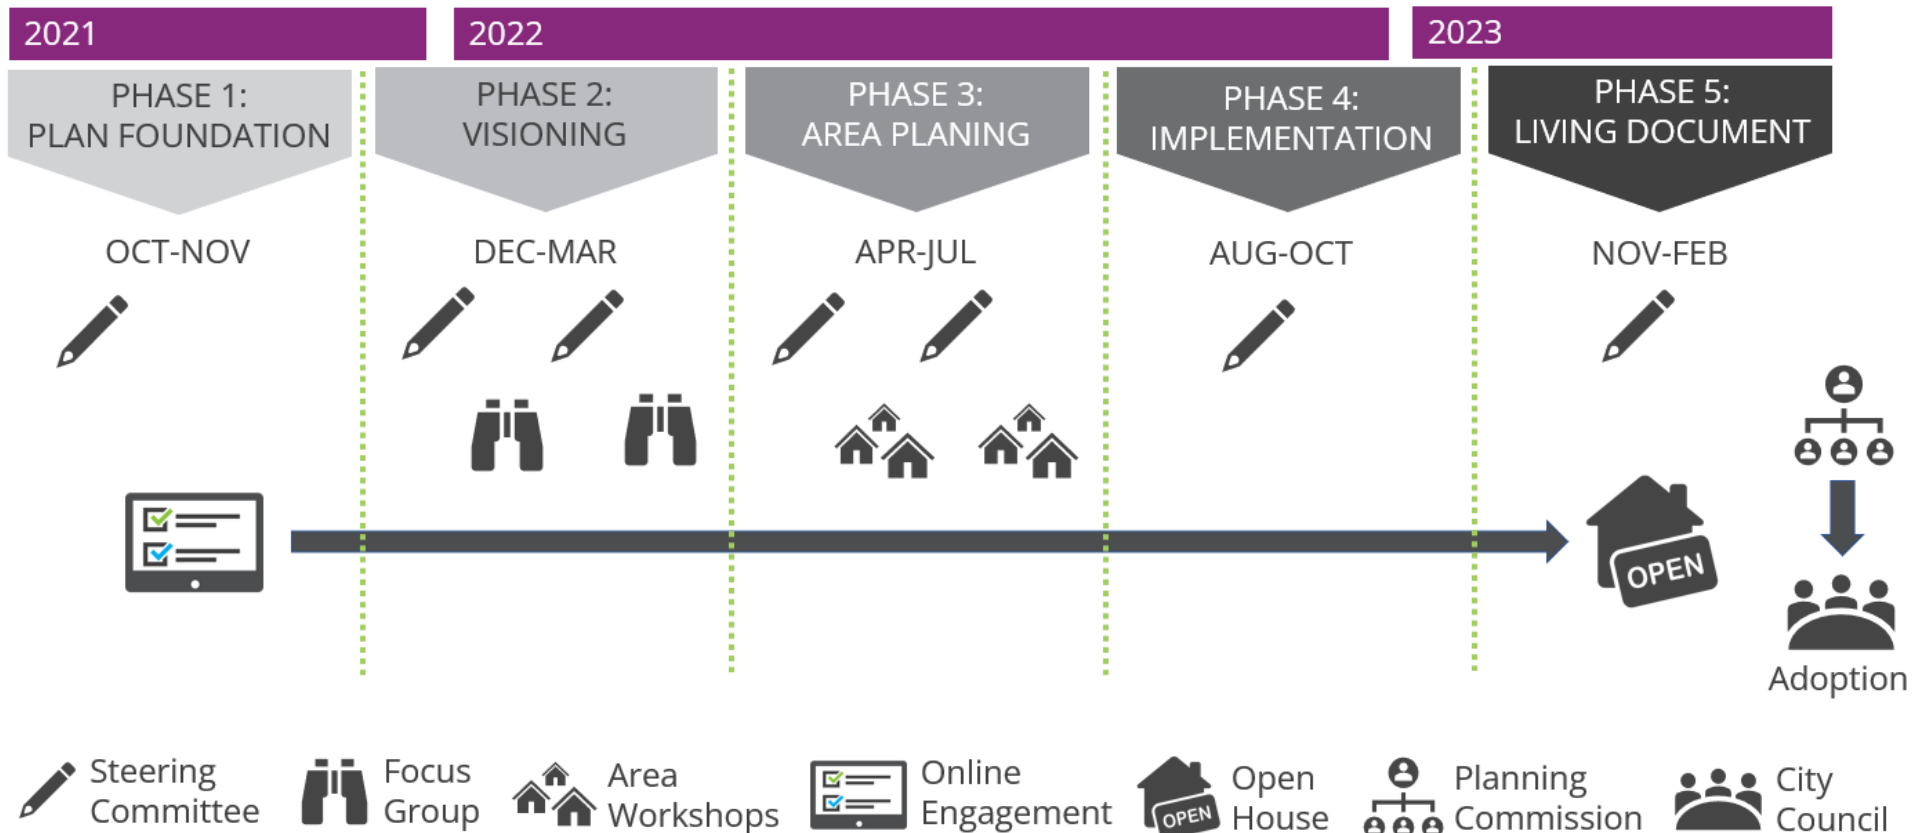 2021
2022
2023
PHASE 1:
PLAN FOUNDATION
PHASE 2:
VISIONING
PHASE 3:
AREA PLANING
PHASE 4:
IMPLEMENTATION
PHASE 5:
LIVING DOCUMENT
OCT-NOV
DEC-MAR
APR-JUL
AUG-OCT
NOV-FEB
OPEN
Adoption
Steering
Committee
Focus
Group
Area
Workshops
Online
Engagement
OPEN
Open
House
Planning
Commission
City
Council